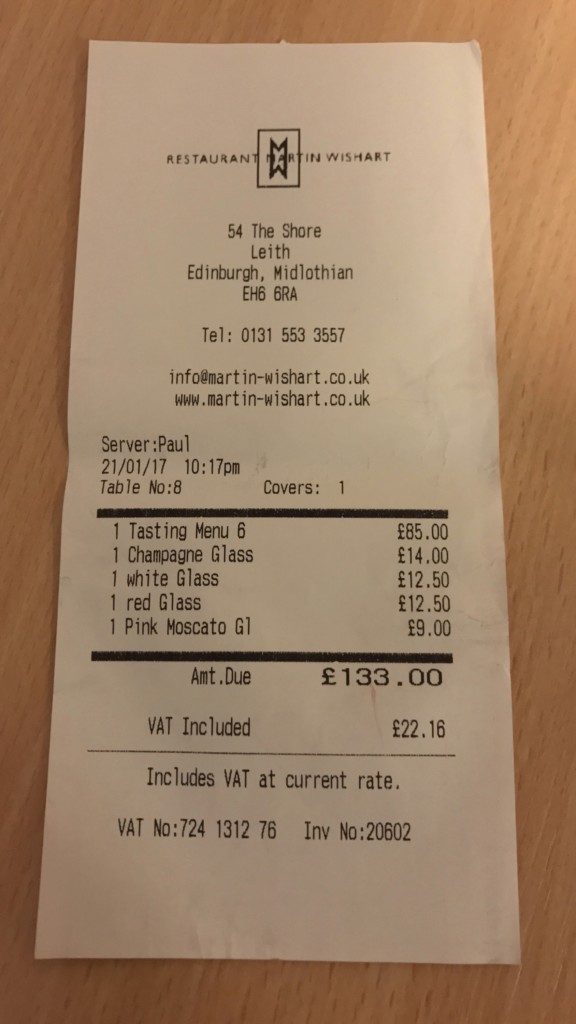 RESTAURANT MARTIN WISHART
54 The Shore
Leith
Edinburgh, Midlothian
EH6 6RA
Tel: 0131 553 3557
info@martin-wishart.co.uk
www.martin-wishart.co.uk
Server:Paul
21/01/17 10:17pm
Table No:8 Covers: 1
1 Tasting Menu 6 £85.00
1 Champagne Glass £14.00
1 white Glass £12.50
1 red Glass £12.50
1 Pink Moscato Gl £9.00
Amt.Due £133.00
VAT Included £22.16
Includes VAT at current rate.
VAT No:724 1312 76 Inv No:20602